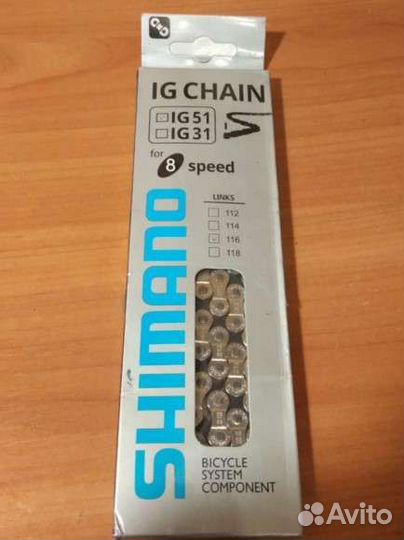 C&D
IG CHAIN
IG 51
IG 31
for 8 speed
LINKS
112
114
116
118
SHIMANO
BICYCLE
SYSTEM
COMPONENT
Avito